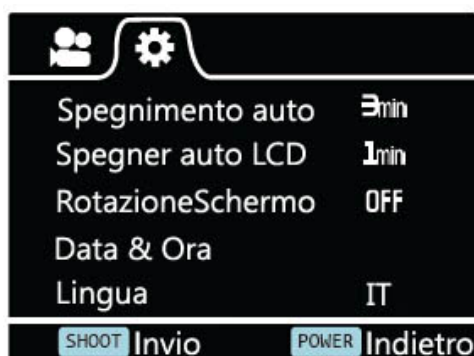 Spegnimento auto 3min
Spegner auto LCD 1min
RotazioneSchermo OFF
Data & Ora
Lingua IT
SHOOT Invio POWER Indietro